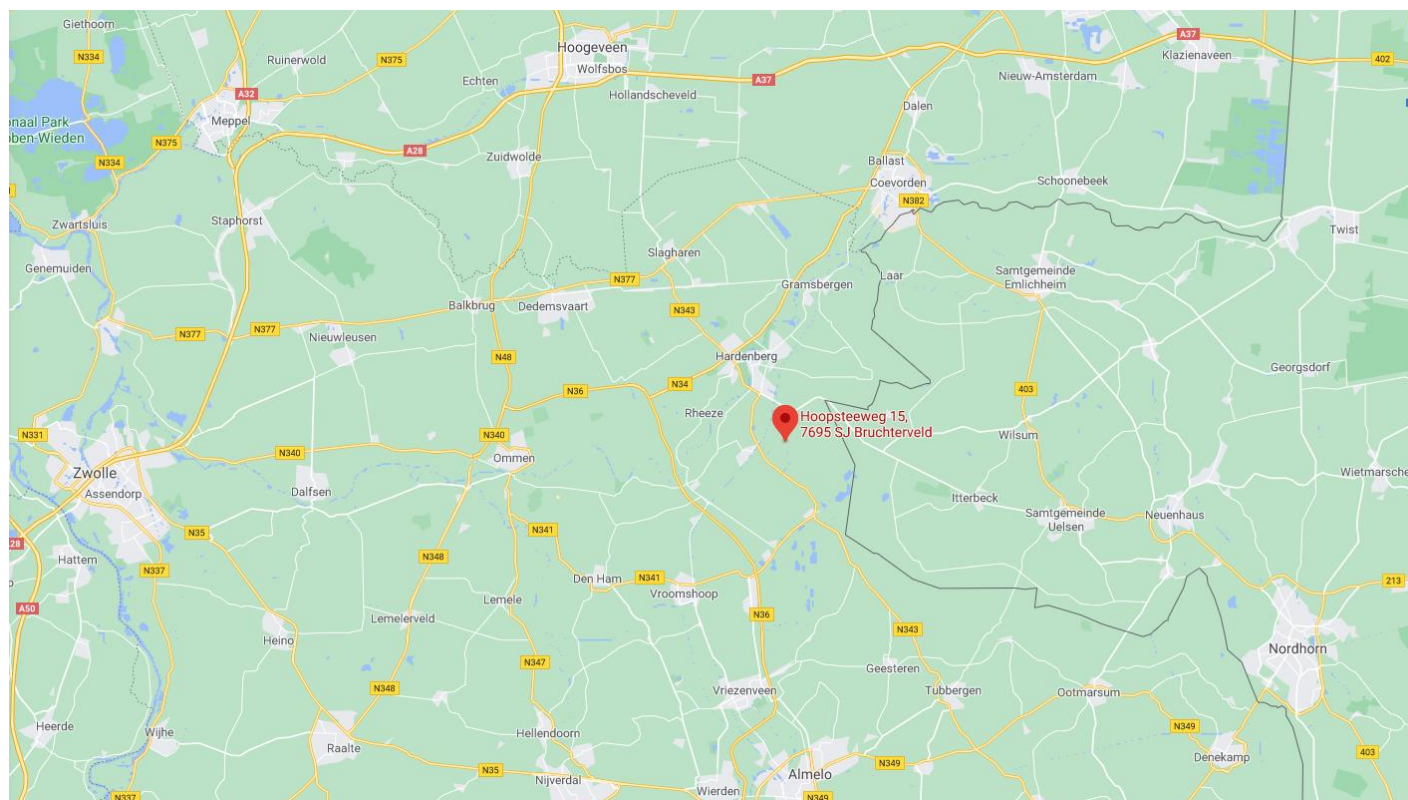 Giethoorn
N334
Ruinerwold
N375
Hoogeveen
Wolfsbos
Echten
A37
Hollandscheveld
A37
Klazienaveen
402
Nieuw-Amsterdam
A32
Meppel
onaal Park
oben-Wieden
N375
N334
A28
Zuidwolde
Dalen
Ballast
Coevorden
N382
Schoonebeek
Zwartsluis
Staphorst
Twist
Genemuiden
Slagharen
N377
Gramsbergen
Laar
Samtgemeinde
Emlichheim
Balkbrug
Dedemsvaart
N343
N377
N377
Nieuwleusen
N48
Hardenberg
Georgsdorf
N36
N34
403
Rheeze
Hoopsteeweg 15,
7695 SJ Bruchterveld
N331
N340
N340
Ommen
Wilsum
Zwolle
Assendorp
Dalfsen
Wietmarsche
Itterbeck
Samtgemeinde
Uelsen
Neuenhaus
N35
N341
A28
Hattem
N337
N348
Den Ham
N341
Vroomshoop
213
A50
Lemele
Lemelerveld
N36
Heino
N343
Nordhorn
N347
Geesteren
N348
Vriezenveen
Tubbergen
Ootmarsum
Heerde
Wijhe
Raalte
Hellendoorn
N349
Denekamp
403
N35
Nijverdal
Almelo
N349
Wierden
N337
N349